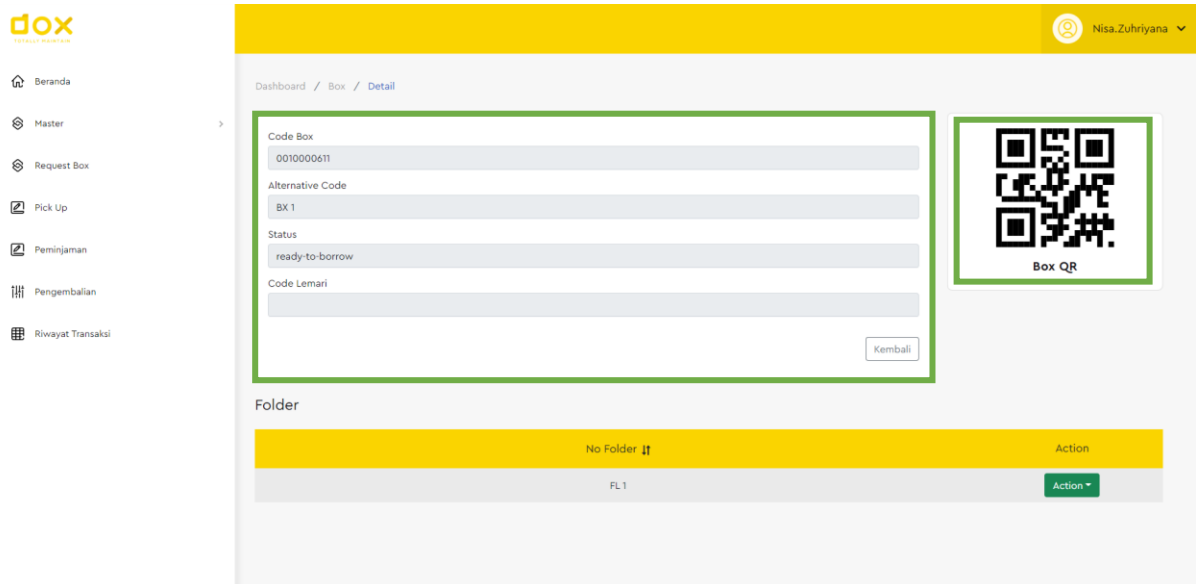 dox
Nisa.Zuhriyana
Beranda
Master
Request Box
Pick Up
Peminjaman
Pengembalian
Riwayat Transaksi
Dashboard / Box / Detail
Code Box
0010000611
Alternative Code
BX 1
Status
ready-to-borrow
Code Lemari
Kembali
Box QR
Folder
No Folder Action
FL 1 Action